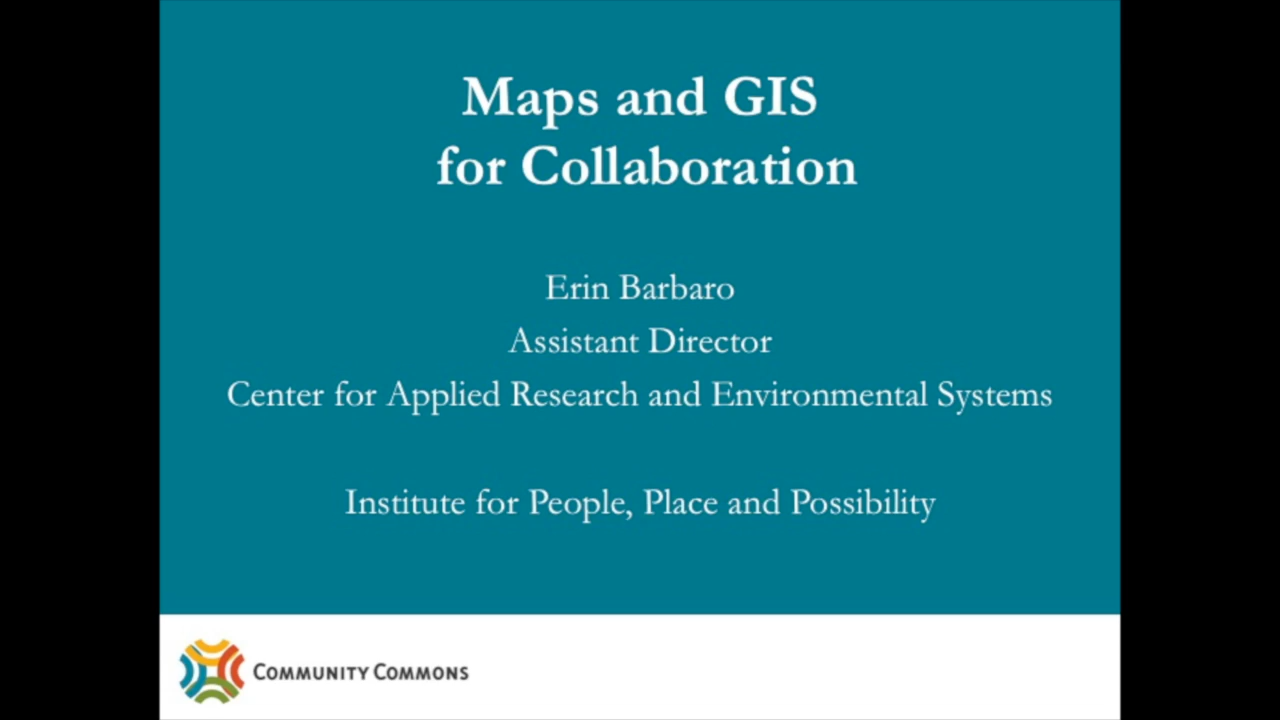 Maps and GIS
for Collaboration
Erin Barbaro
Assistant Director
Center for Applied Research and Environmental Systems
Institute for People, Place and Possibility
COMMUNITY COMMONS